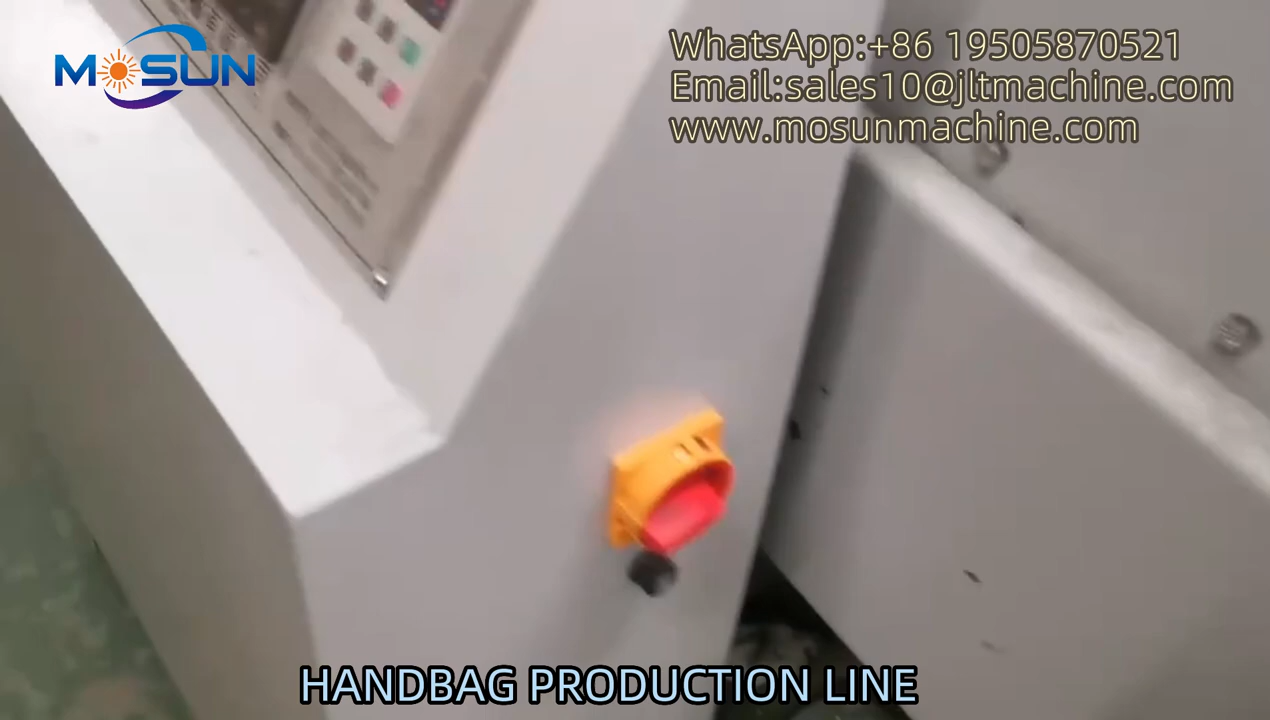 MOSUN
WhatsApp:+86 19505870521
Email:sales10@jltmachine.com
www.mosunmachine.com
HANDBAG PRODUCTION LINE